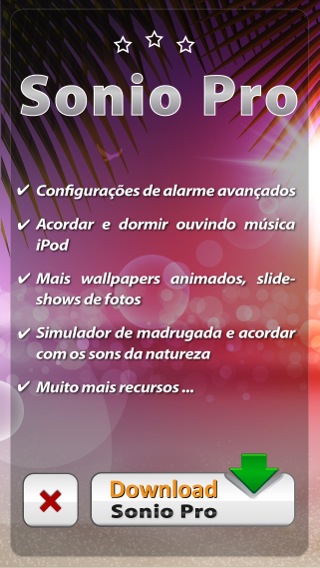 Sonio Pro
✔ Configurações de alarme avançados
✔ Acordar e dormir ouvindo música
iPod
✔ Mais wallpapers animados, slide-
shows de fotos
✔ Simulador de madrugada e acordar
com os sons da natureza
✔ Muito mais recursos ...
Download
Sonio Pro